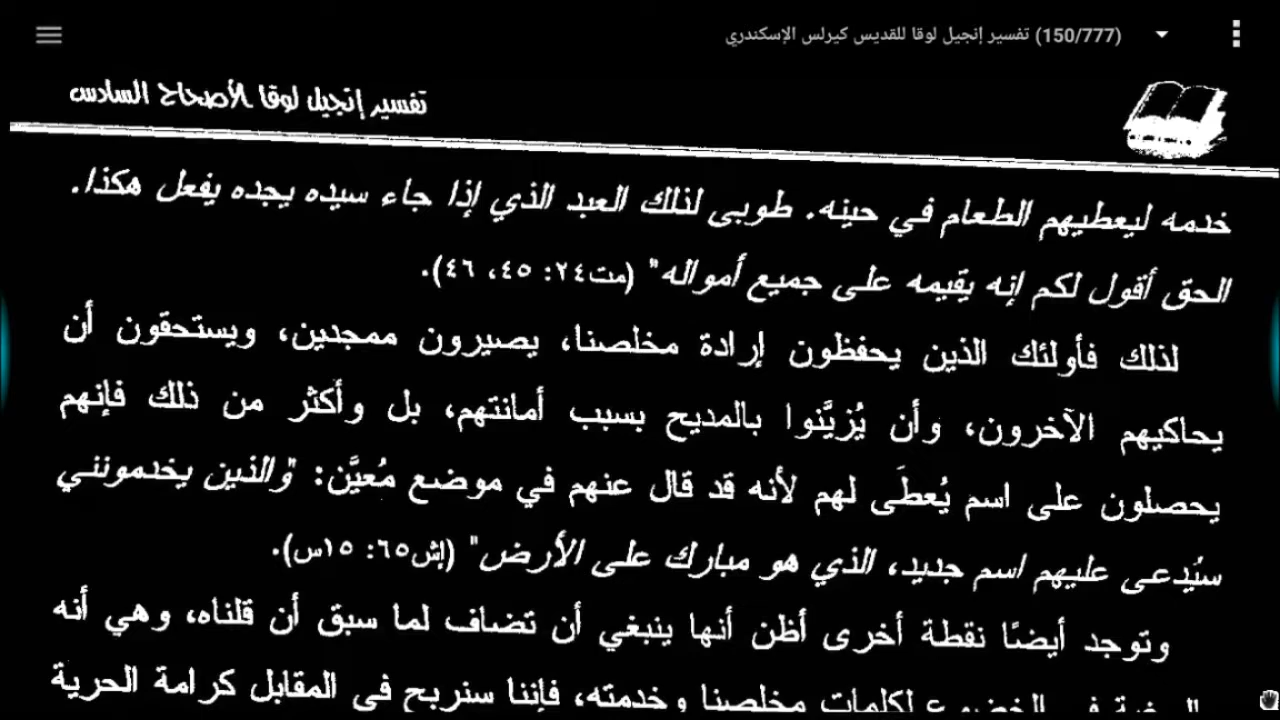 تفسير إنجيل لوقا للقديس كيرلس الإسكندري (150/777)
تفسير إنجيل لوقا الأصحاح السادس
خدمه ليعطيهم الطعام في حينه. طوبى لذلك العبد الذي إذا جاء سيده يجده يفعل هكذا.
الحق أقول لكم إنه يقيمه على جميع أمواله" (مت٢٤: ٤٥، ٤٦).
لذلك فأولئك الذين يحفظون إرادة مخلصنا، يصيرون ممجدين، ويستحقون أن
يحاكيهم الآخرون، وأن يُزيَّنوا بالمديح بسبب أمانتهم، بل وأكثر من ذلك فإنهم
يحصلون على اسم يُعطَى لهم لأنه قد قال عنهم في موضع مُعيَّن: "والذين يخدمونني
سيُدعى عليهم اسم جديد، الذي هو مبارك على الأرض" (إش٦٥: ١٥س).
وتوجد أيضًا نقطة أخرى أظن أنها ينبغي أن تضاف لما سبق أن قلناه، وهي أنه
في الخضوع لكلمات مخلصنا وخدمته، فإننا سنربح في المقابل كرامة الحرية